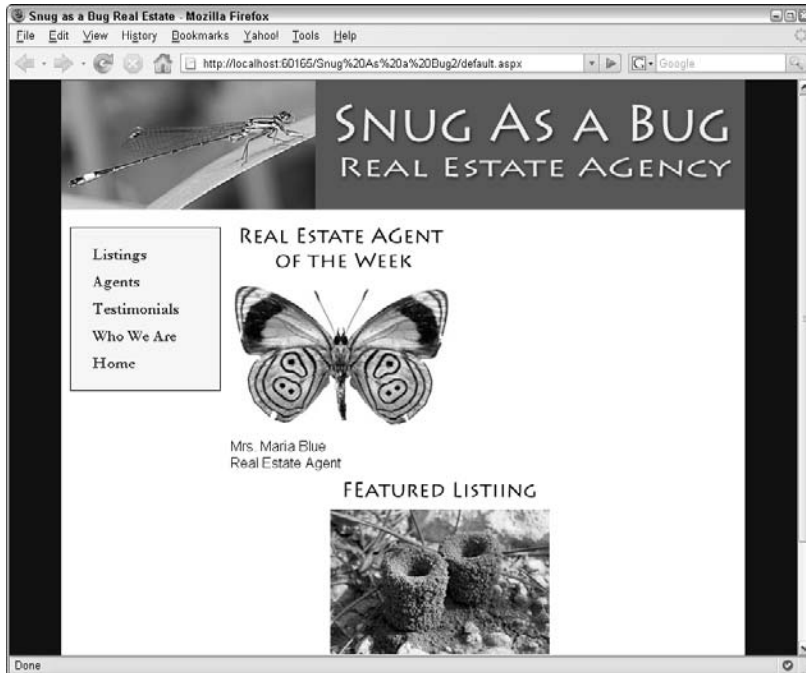 Snug as a Bug Real Estate - Mozilla Firefox
File Edit View History Bookmarks Yahoo! Tools Help
http://localhost:60165/Snug%20As%20a%20Bug2/default.aspx
Google
SNUG AS A BUG
REAL ESTATE AGENCY
REAL ESTATE AGENT
OF THE WEEK
Listings
Agents
Testimonials
Who We Are
Home
Mrs. Maria Blue
Real Estate Agent
FEATURED LISTIING
Done